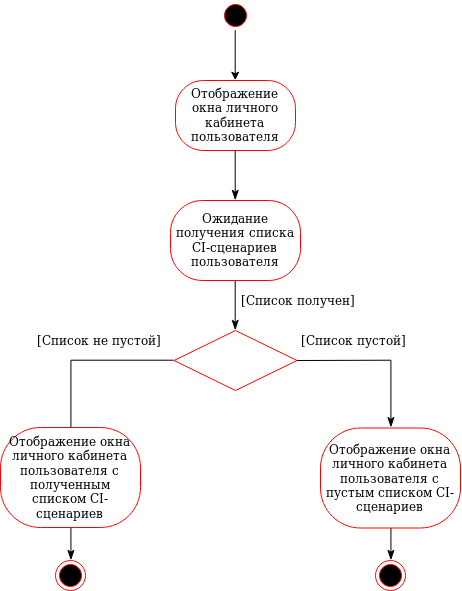 Отображение
окна личного
кабинета
пользователя
Ожидание
получения списка
CI-сценариев
пользователя
[Список получен]
[Список не пустой]
[Список пустой]
Отображение окна
личного кабинета
пользователя с
полученным
списком CI-
сценариев
Отображение окна
личного кабинета
пользователя с
пустым списком CI-
сценариев